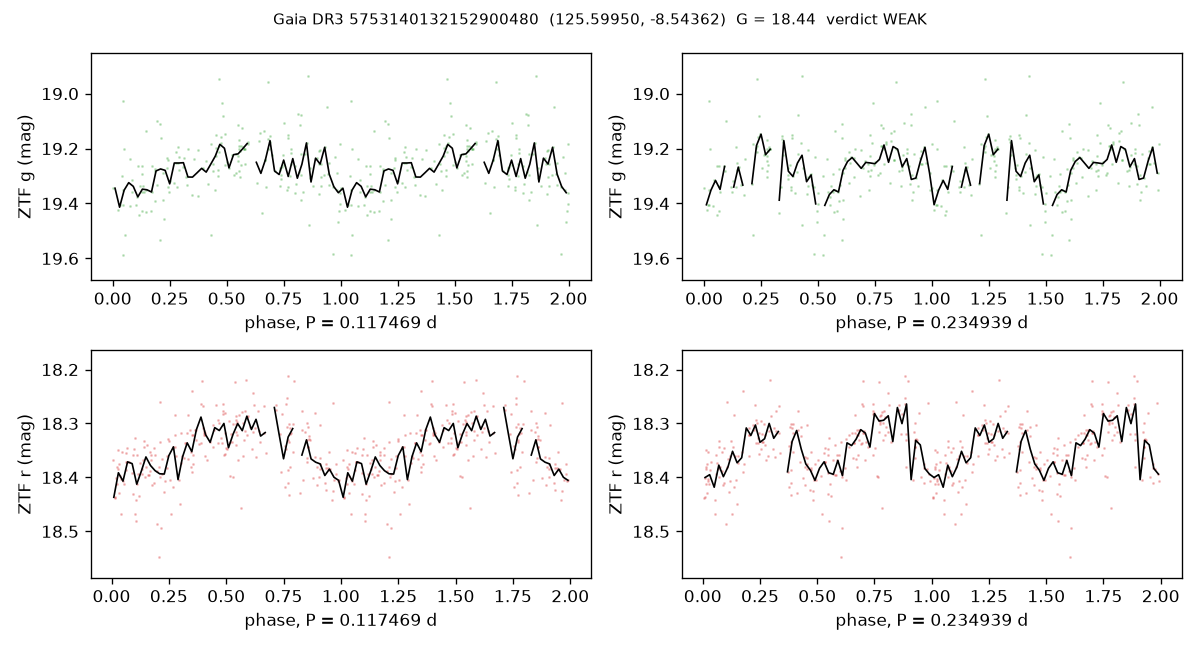 Gaia DR3 5753140132152900480 (125.59950, -8.54362) G = 18.44 verdict WEAK
ZTF g (mag)
19.0
19.2
19.4
19.6
0.00 0.25 0.50 0.75 1.00 1.25 1.50 1.75 2.00
phase, P = 0.117469 d
ZTF g (mag)
19.0
19.2
19.4
19.6
0.00 0.25 0.50 0.75 1.00 1.25 1.50 1.75 2.00
phase, P = 0.234939 d
ZTF r (mag)
18.2
18.3
18.4
18.5
0.00 0.25 0.50 0.75 1.00 1.25 1.50 1.75 2.00
phase, P = 0.117469 d
ZTF r (mag)
18.2
18.3
18.4
18.5
0.00 0.25 0.50 0.75 1.00 1.25 1.50 1.75 2.00
phase, P = 0.234939 d